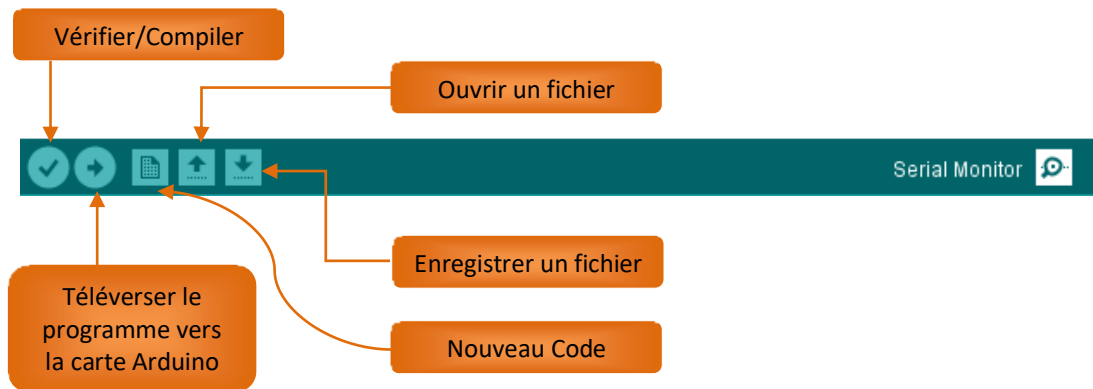 Vérifier/Compiler
Ouvrir un fichier
Serial Monitor
Enregistrer un fichier
Téléverser le
programme vers
la carte Arduino
Nouveau Code